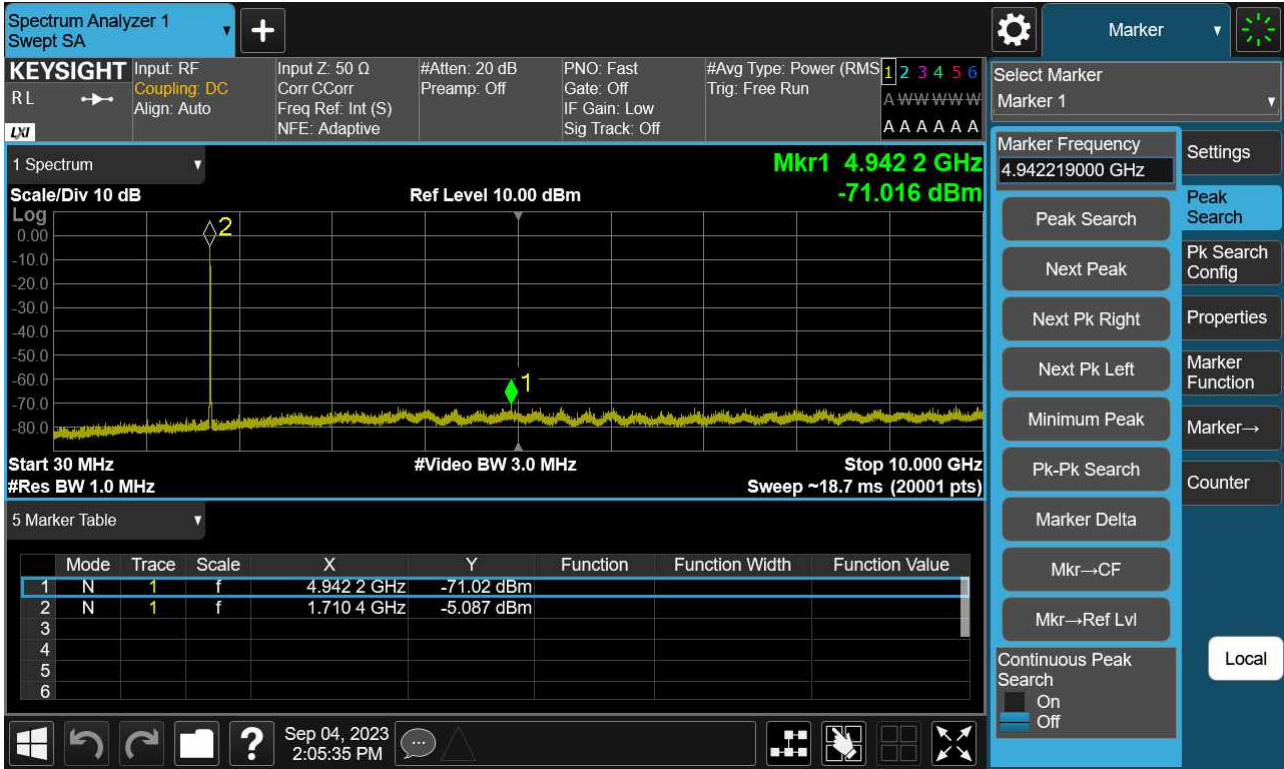 Spectrum Analyzer 1
Swept SA
+
Marker
KEYSIGHT
R L
LXI
Input: RF
Coupling: DC
Align: Auto
Input Z: 50 Ω
Corr CCorr
Freq Ref: Int (S)
NFE: Adaptive
#Atten: 20 dB
Preamp: Off
PNO: Fast
Gate: Off
IF Gain: Low
Sig Track: Off
#Avg Type: Power (RMS
Trig: Free Run
1 2 3 4 5 6
A W W W W W
A A A A A A
Select Marker
Marker 1
1 Spectrum
Mkr1 4.942 2 GHz
Scale/Div 10 dB
Ref Level 10.00 dBm
-71.016 dBm
Log
0.00
-10.0
-20.0
-30.0
-40.0
-50.0
-60.0
-70.0
-80.0
2
1
Start 30 MHz
#Video BW 3.0 MHz
Stop 10.000 GHz
#Res BW 1.0 MHz
Sweep ~18.7 ms (20001 pts)
5 Marker Table
Mode Trace Scale X Y Function Function Width Function Value
1 N 1 f 4.942 2 GHz -71.02 dBm
2 N 1 f 1.710 4 GHz -5.087 dBm
3
4
5
6
Marker Frequency
4.942219000 GHz
Peak Search
Next Peak
Next Pk Right
Next Pk Left
Minimum Peak
Pk-Pk Search
Marker Delta
Mkr→CF
Mkr→Ref Lvl
Continuous Peak
Search
On
Off
Settings
Peak
Search
Pk Search
Config
Properties
Marker
Function
Marker→
Counter
Local
?
Sep 04, 2023
2:05:35 PM